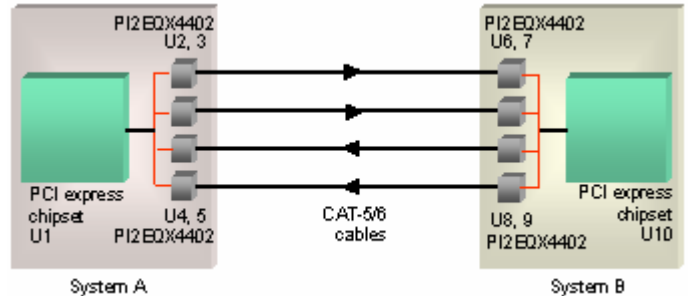 PI2EQX4402
U2, 3
PI2EQX4402
U6, 7
PCI express
chipset
U1
U4, 5
PI2EQX4402
CAT-5/6
cables
U8, 9
PI2EQX4402
PCI express
chipset
U10
System A
System B